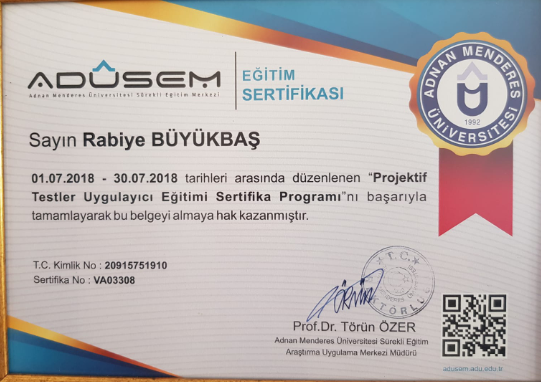 ADÜSEM
Adnan Menderes Üniversitesi Sürekli Eğitim Merkezi
EĞİTİM
SERTİFİKASI
ADNAN MENDERES
1992
ÜNİVERSİTESİ
Sayın Rabiye BÜYÜKBAŞ
01.07.2018 - 30.07.2018 tarihleri arasında düzenlenen “Projektif
Testler Uygulayıcı Eğitimi Sertifika Programı”nı başarıyla
tamamlayarak bu belgeyi almaya hak kazanmıştır.
T.C. Kimlik No : 20915751910
Sertifika No : VA03308
T.C.
Prof.Dr. Törün ÖZER
Adnan Menderes Üniversitesi Sürekli Eğitim
Araştırma Uygulama Merkezi Müdürü
adusem.adu.edu.tr